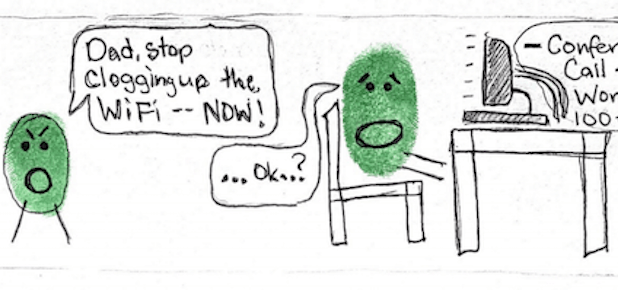 Dad, stop
Clogging up the
WiFi -- NOW!
...Ok...?
- Confer
Call -
Wor
100-